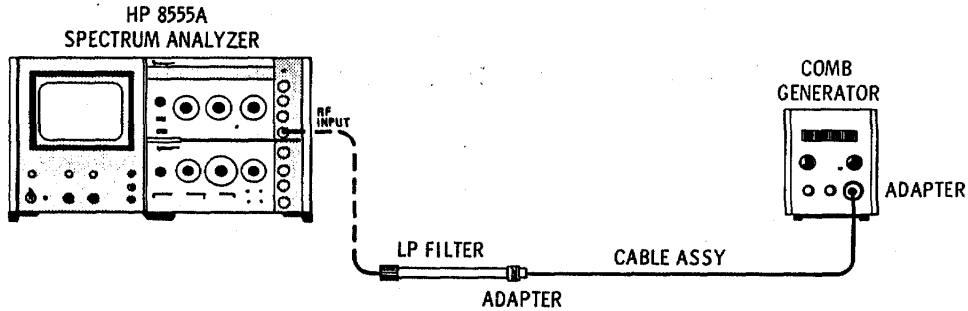 HP 8555A
SPECTRUM ANALYZER
COMB
GENERATOR
RF
INPUT
ADAPTER
LP FILTER
CABLE ASSY
ADAPTER